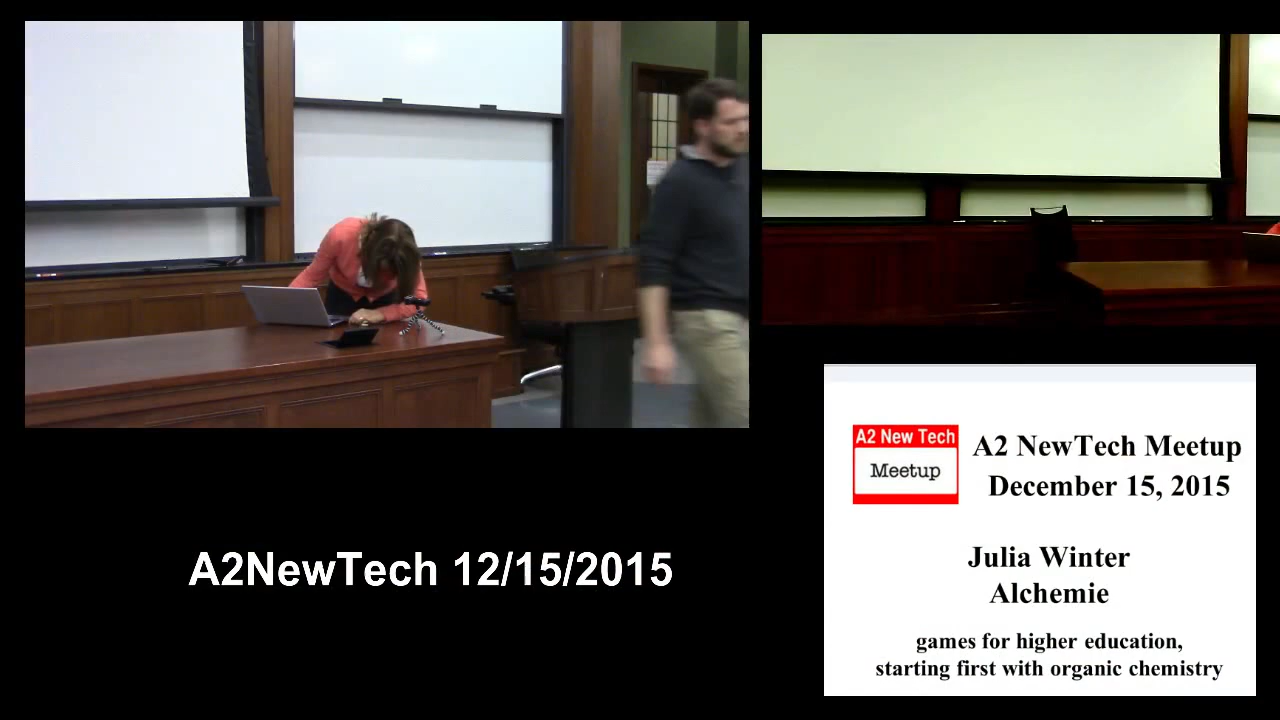 A2 New Tech
Meetup
A2 NewTech Meetup
December 15, 2015
Julia Winter
Alchemie
games for higher education,
starting first with organic chemistry
A2NewTech 12/15/2015